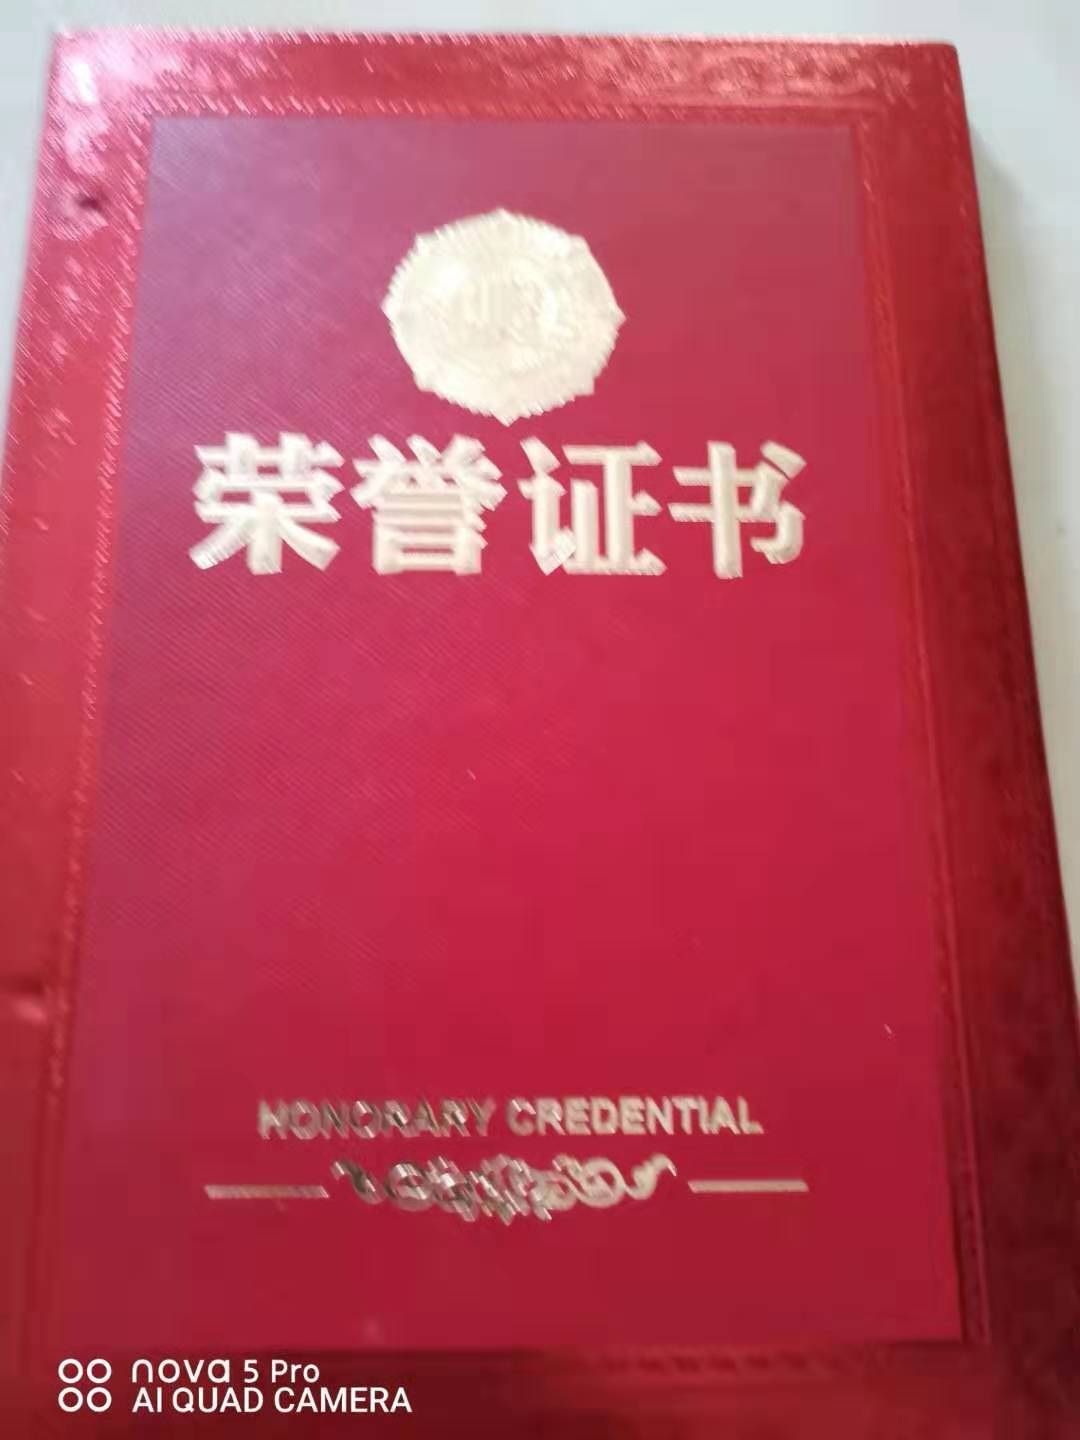 荣誉证书
HONORARY CREDENTIAL
nova 5 Pro
AI QUAD CAMERA